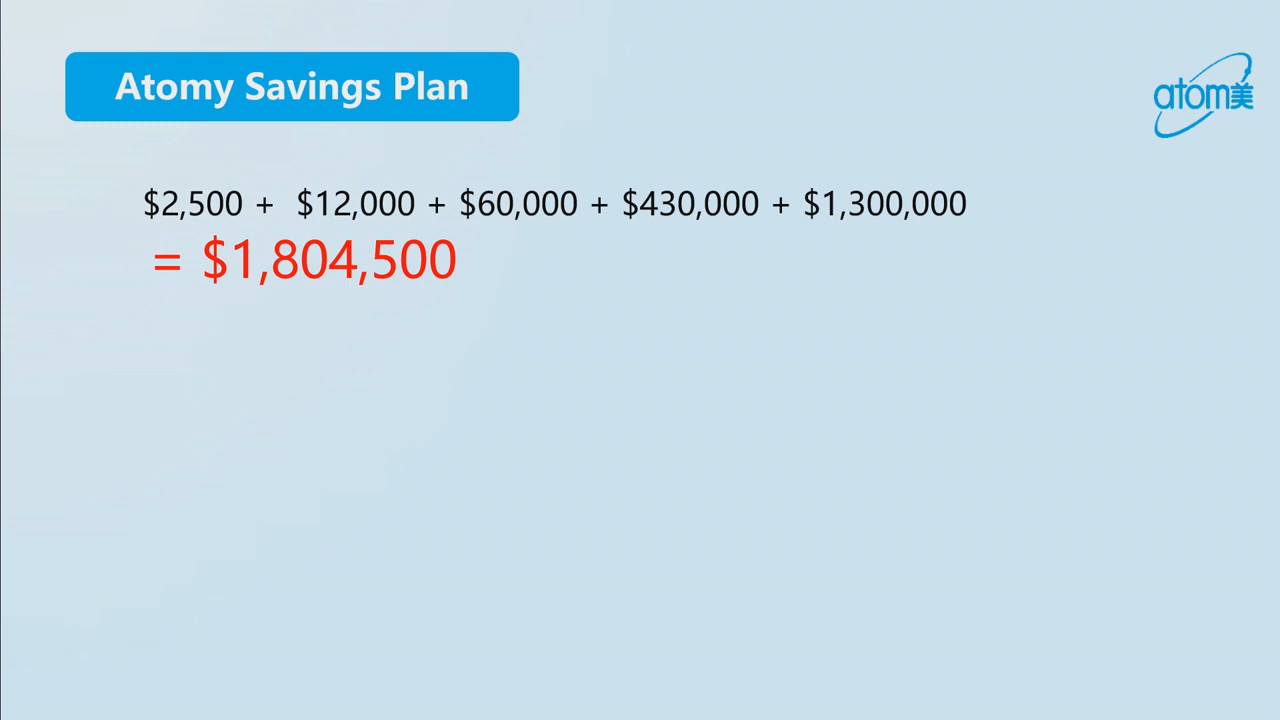 Atomy Savings Plan
atom美
$2,500 + $12,000 + $60,000 + $430,000 + $1,300,000
= $1,804,500